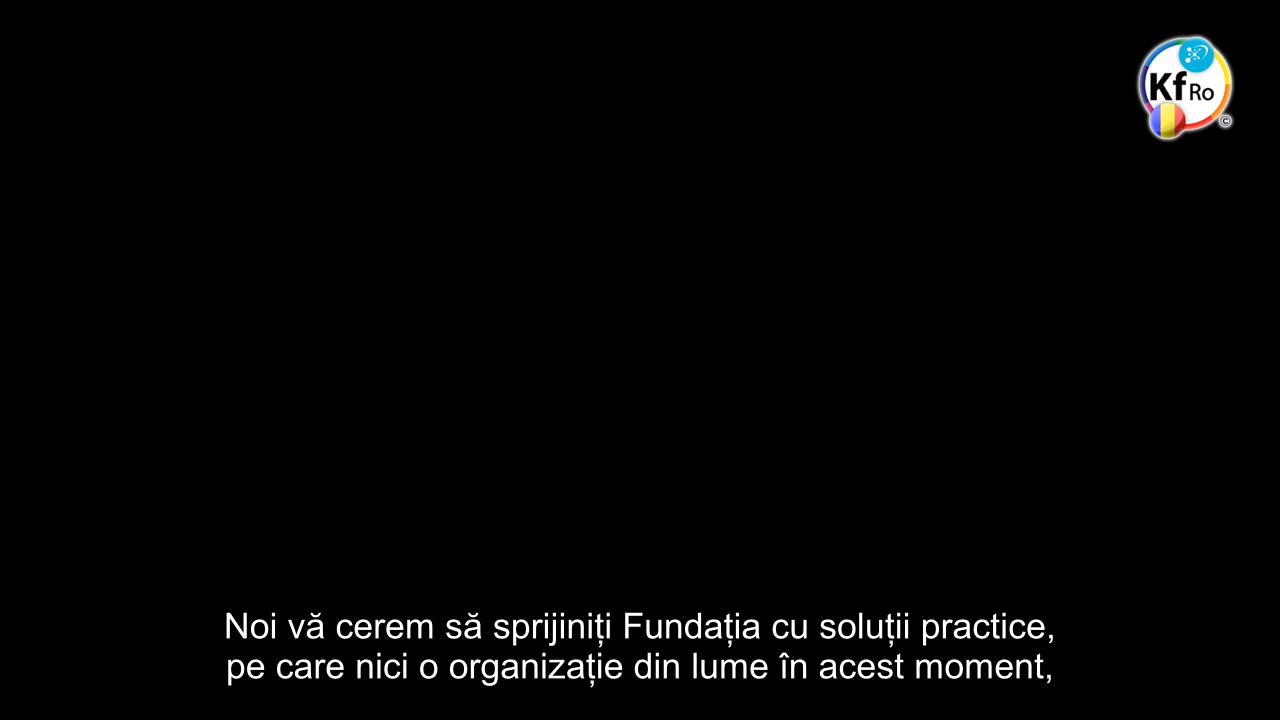 Kf Ro
©
Noi vă cerem să sprijiniți Fundația cu soluții practice,
pe care nici o organizație din lume în acest moment,